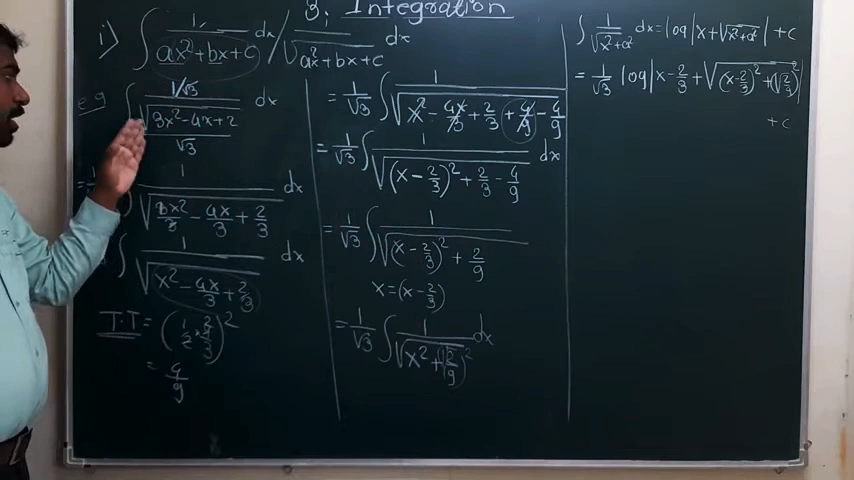 3. Integration
i) ∫ 1/(ax²+bx+c) dx / 1/√(ax²+bx+c) dx
e.g ∫ (1/√3)/(√(3x²-4x+2)/√3) dx
= 1/√3 ∫ 1/√(3x²/3 - 4x/3 + 2/3) dx
∫ 1/√(x² - 4x/3 + 2/3) dx
T.T = (1/2 × 4/3)²
= 4/9
= 1/√3 ∫ 1/√(x² - 4x/3 + 2/3 + 4/9 - 4/9)
= 1/√3 ∫ 1/√((x - 2/3)² + 2/3 - 4/9) dx
= 1/√3 ∫ 1/√((x - 2/3)² + 2/9)
x = (x - 2/3)
= 1/√3 ∫ 1/√(x² + (√2/9)²) dx
∫ 1/√(x²+a²) dx = log|x+√(x²+a²)| + c
= 1/√3 log|x - 2/3 + √((x-2/3)² + (√2/9)²)|
+ c